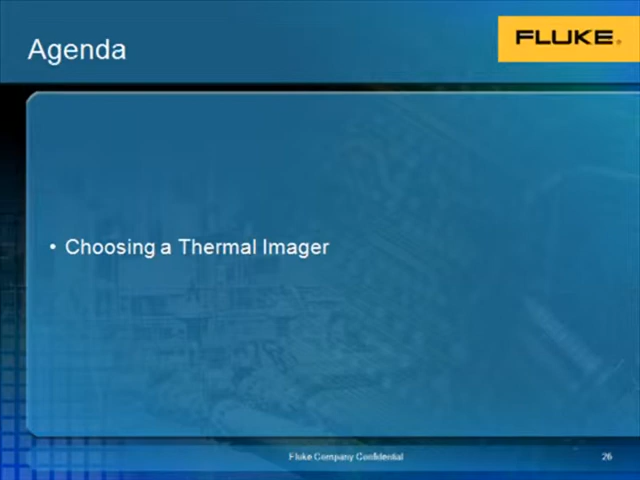 Agenda
FLUKE®
• Choosing a Thermal Imager
Fluke Company Confidential
26